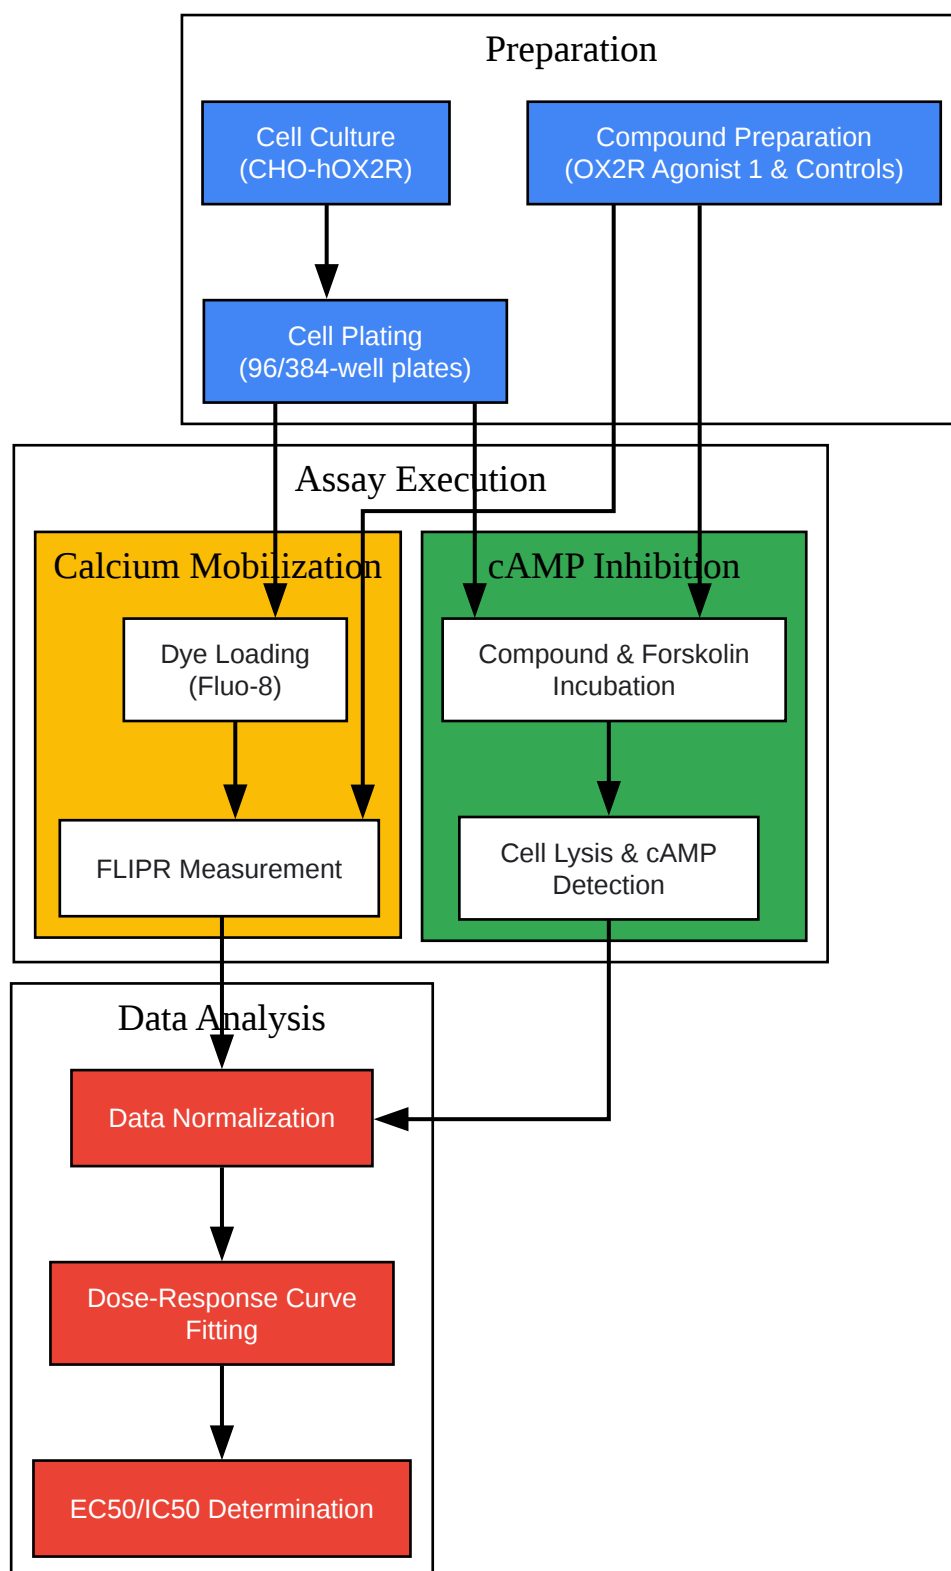 Preparation
Cell Culture
(CHO-hOX2R)
Compound Preparation
(OX2R Agonist 1 & Controls)
Cell Plating
(96/384-well plates)
Assay Execution
Calcium Mobilization
cAMP Inhibition
Dye Loading
(Fluo-8)
Compound & Forskolin
Incubation
FLIPR Measurement
Cell Lysis & cAMP
Detection
Data Analysis
Data Normalization
Dose-Response Curve
Fitting
EC50/IC50 Determination